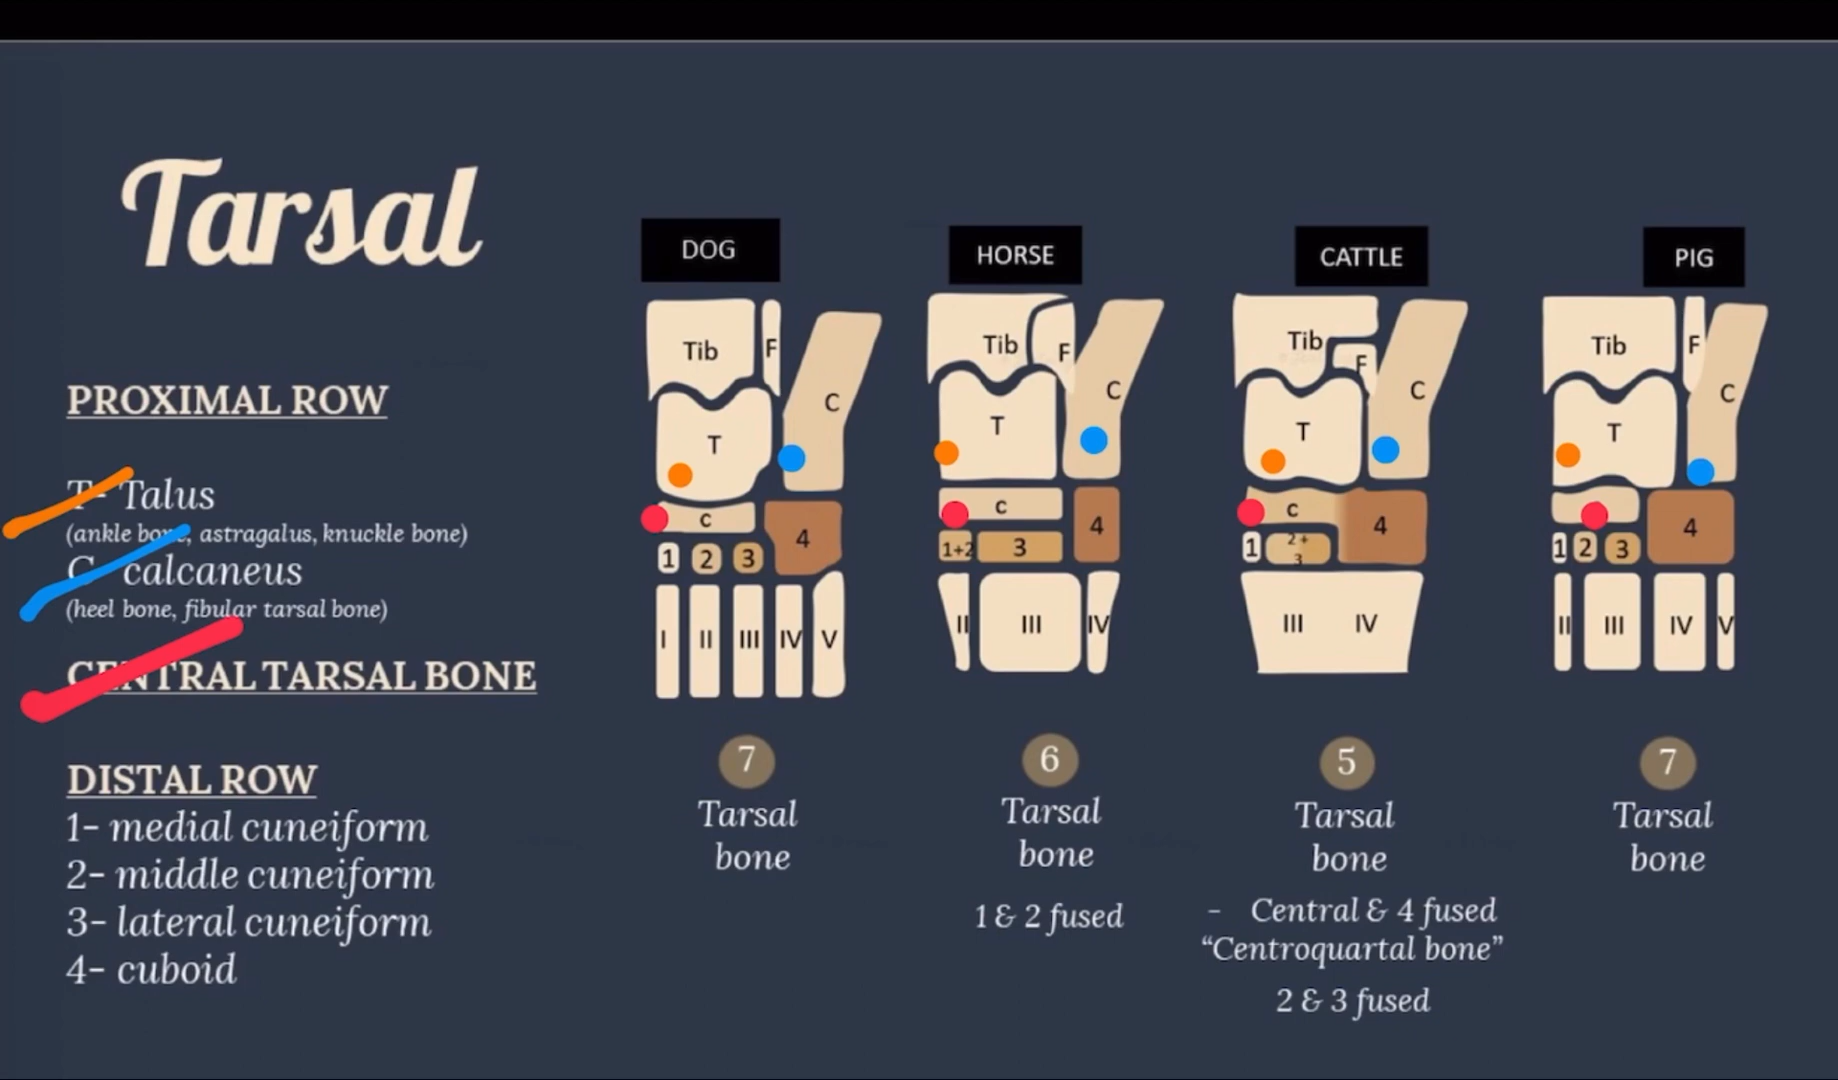 Tarsal
PROXIMAL ROW
T- Talus
(ankle bone, astragalus, knuckle bone)
C- calcaneus
(heel bone, fibular tarsal bone)
CENTRAL TARSAL BONE
DISTAL ROW
1- medial cuneiform
2- middle cuneiform
3- lateral cuneiform
4- cuboid
DOG
Tib F
C
T
c
4
1 2 3
I II III IV V
7
Tarsal
bone
HORSE
Tib F
C
T
c
4
1+2 3
II III IV
6
Tarsal
bone
1 & 2 fused
CATTLE
Tib
F
C
T
c
4
1 2+
3
III IV
5
Tarsal
bone
- Central & 4 fused
“Centroquartal bone”
2 & 3 fused
PIG
Tib F
C
T
4
1 2 3
II III IV V
7
Tarsal
bone